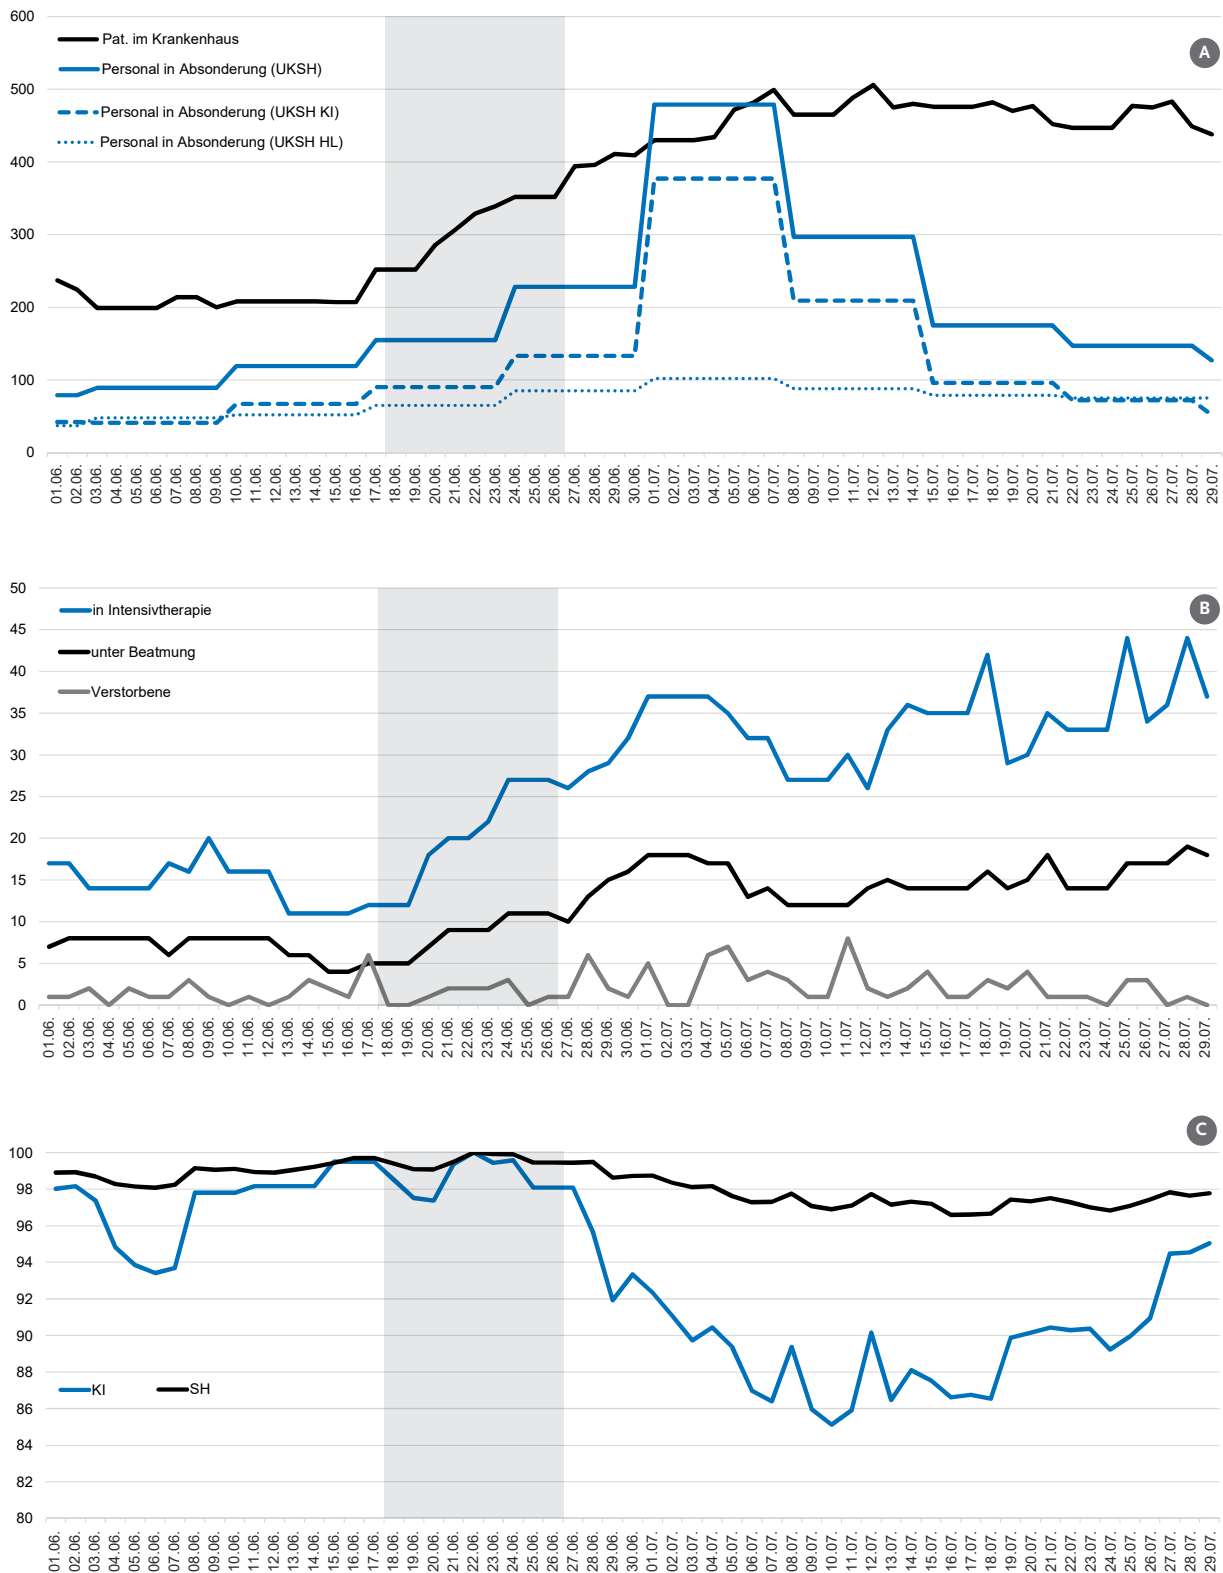 600
Pat. im Krankenhaus
A
Personal in Absonderung (UKSH)
500
Personal in Absonderung (UKSH KI)
Personal in Absonderung (UKSH HL)
400
300
200
100
0
01.06. 02.06. 03.06. 04.06. 05.06. 06.06. 07.06. 08.06. 09.06. 10.06. 11.06. 12.06. 13.06. 14.06. 15.06. 16.06. 17.06. 18.06. 19.06. 20.06. 21.06. 22.06. 23.06. 24.06. 25.06. 26.06. 27.06. 28.06. 29.06. 30.06. 01.07. 02.07. 03.07. 04.07. 05.07. 06.07. 07.07. 08.07. 09.07. 10.07. 11.07. 12.07. 13.07. 14.07. 15.07. 16.07. 17.07. 18.07. 19.07. 20.07. 21.07. 22.07. 23.07. 24.07. 25.07. 26.07. 27.07. 28.07. 29.07.
50
in Intensivtherapie
B
45
unter Beatmung
40
Verstorbene
35
30
25
20
15
10
5
0
01.06. 02.06. 03.06. 04.06. 05.06. 06.06. 07.06. 08.06. 09.06. 10.06. 11.06. 12.06. 13.06. 14.06. 15.06. 16.06. 17.06. 18.06. 19.06. 20.06. 21.06. 22.06. 23.06. 24.06. 25.06. 26.06. 27.06. 28.06. 29.06. 30.06. 01.07. 02.07. 03.07. 04.07. 05.07. 06.07. 07.07. 08.07. 09.07. 10.07. 11.07. 12.07. 13.07. 14.07. 15.07. 16.07. 17.07. 18.07. 19.07. 20.07. 21.07. 22.07. 23.07. 24.07. 25.07. 26.07. 27.07. 28.07. 29.07.
C
100
98
96
94
92
90
88
KI SH
86
84
82
80
01.06. 02.06. 03.06. 04.06. 05.06. 06.06. 07.06. 08.06. 09.06. 10.06. 11.06. 12.06. 13.06. 14.06. 15.06. 16.06. 17.06. 18.06. 19.06. 20.06. 21.06. 22.06. 23.06. 24.06. 25.06. 26.06. 27.06. 28.06. 29.06. 30.06. 01.07. 02.07. 03.07. 04.07. 05.07. 06.07. 07.07. 08.07. 09.07. 10.07. 11.07. 12.07. 13.07. 14.07. 15.07. 16.07. 17.07. 18.07. 19.07. 20.07. 21.07. 22.07. 23.07. 24.07. 25.07. 26.07. 27.07. 28.07. 29.07.